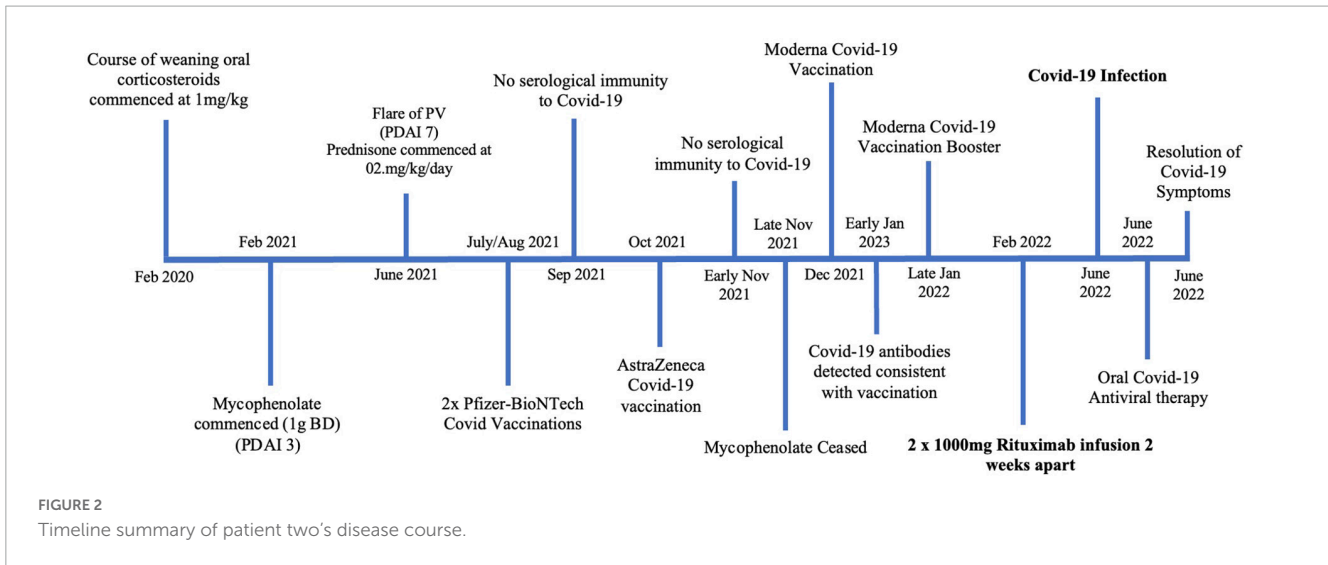 Course of weaning oral
corticosteroids
commenced at 1mg/kg
Feb 2020
Feb 2021
Mycophenolate
commenced (1g BD)
(PDAI 3)
Flare of PV
(PDAI 7)
Prednisone commenced at
02.mg/kg/day
June 2021
July/Aug 2021
2x Pfizer-BioNTech
Covid Vaccinations
No serological immunity
to Covid-19
Sep 2021
Oct 2021
AstraZeneca
Covid-19
vaccination
No serological
immunity to Covid-19
Early Nov
2021
Late Nov
2021
Mycophenolate Ceased
Moderna Covid-19
Vaccination
Dec 2021
Early Jan
2023
Covid-19 antibodies
detected consistent
with vaccination
Moderna Covid-19
Vaccination Booster
Late Jan
2022
Feb 2022
2 x 1000mg Rituximab infusion 2
weeks apart
Covid-19 Infection
June
2022
June
2022
Oral Covid-19
Antiviral therapy
Resolution of
Covid-19
Symptoms
June
2022
FIGURE 2
Timeline summary of patient two's disease course.